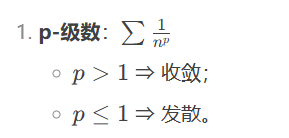 1. p-级数：∑ 1/n^p
○ p > 1 ⇒ 收敛；
○ p ≤ 1 ⇒ 发散。